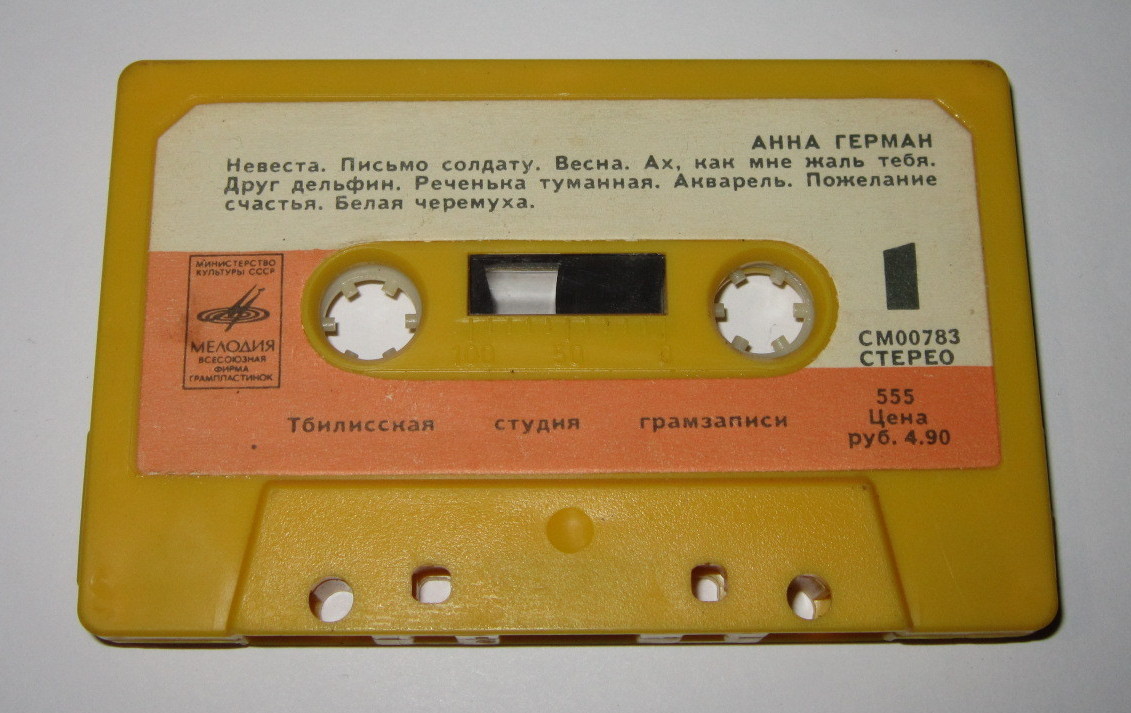 АННА ГЕРМАН
Невеста. Письмо солдату. Весна. Ах, как мне жаль тебя.
Друг дельфин. Реченька туманная. Акварель. Пожелание
счастья. Белая черемуха.
МИНИСТЕРСТВО
КУЛЬТУРЫ СССР
МЕЛОДИЯ
ВСЕСОЮЗНАЯ
ФИРМА
ГРАМПЛАСТИНОК
1
СМ00783
СТЕРЕО
100 50 0
Тбилисская студия грамзаписи
555
Цена
руб. 4.90